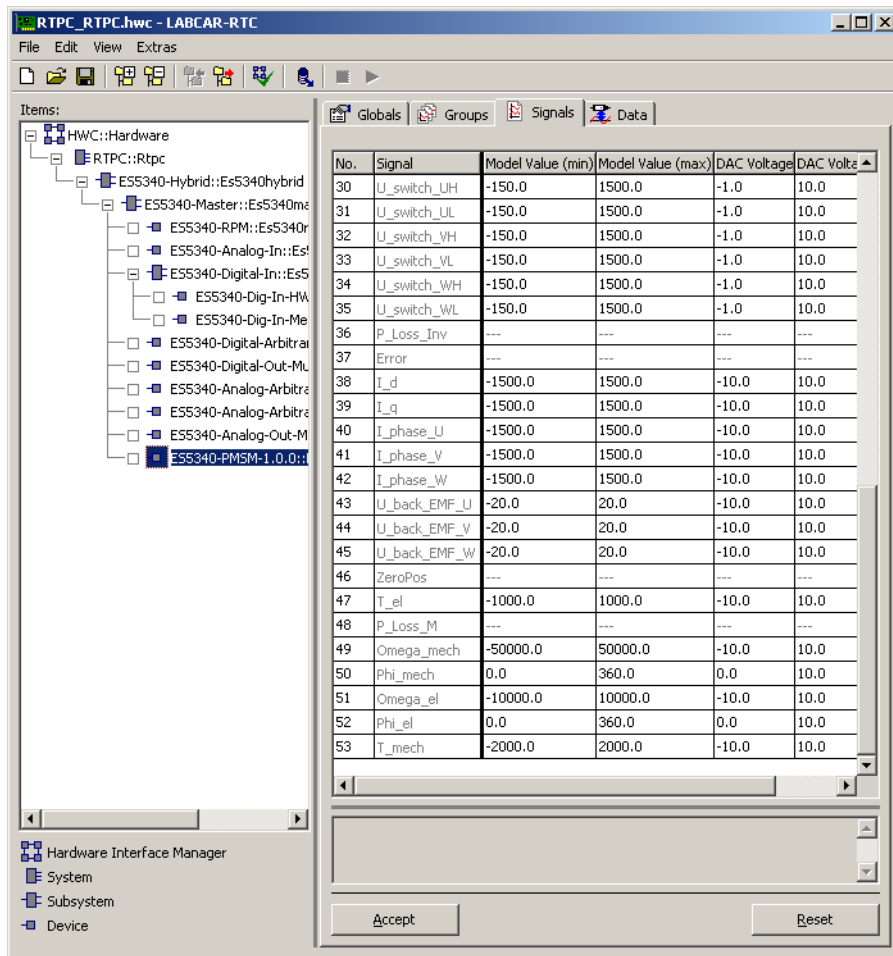 RTPC_RTPC.hwc - LABCAR-RTC
File Edit View Extras
Items:
HWC::Hardware
RTPC::Rtpc
ES5340-Hybrid::Es5340hybrid
ES5340-Master::Es5340ma
ES5340-RPM::Es5340r
ES5340-Analog-In::Es5
ES5340-Digital-In::Es5
ES5340-Dig-In-HW
ES5340-Dig-In-Me
ES5340-Digital-Arbitrar
ES5340-Digital-Out-Mu
ES5340-Analog-Arbitra
ES5340-Analog-Arbitra
ES5340-Analog-Out-M
ES5340-PMSM-1.0.0::
Hardware Interface Manager
System
Subsystem
Device
Globals Groups Signals Data
No. Signal Model Value (min) Model Value (max) DAC Voltage DAC Volta
30 U_switch_UH -150.0 1500.0 -1.0 10.0
31 U_switch_UL -150.0 1500.0 -1.0 10.0
32 U_switch_VH -150.0 1500.0 -1.0 10.0
33 U_switch_VL -150.0 1500.0 -1.0 10.0
34 U_switch_WH -150.0 1500.0 -1.0 10.0
35 U_switch_WL -150.0 1500.0 -1.0 10.0
36 P_Loss_Inv --- --- --- ---
37 Error --- --- --- ---
38 I_d -1500.0 1500.0 -10.0 10.0
39 I_q -1500.0 1500.0 -10.0 10.0
40 I_phase_U -1500.0 1500.0 -10.0 10.0
41 I_phase_V -1500.0 1500.0 -10.0 10.0
42 I_phase_W -1500.0 1500.0 -10.0 10.0
43 U_back_EMF_U -20.0 20.0 -10.0 10.0
44 U_back_EMF_V -20.0 20.0 -10.0 10.0
45 U_back_EMF_W -20.0 20.0 -10.0 10.0
46 ZeroPos --- --- --- ---
47 T_el -1000.0 1000.0 -10.0 10.0
48 P_Loss_M --- --- --- ---
49 Omega_mech -50000.0 50000.0 -10.0 10.0
50 Phi_mech 0.0 360.0 0.0 10.0
51 Omega_el -10000.0 10000.0 -10.0 10.0
52 Phi_el 0.0 360.0 0.0 10.0
53 T_mech -2000.0 2000.0 -10.0 10.0
Accept Reset